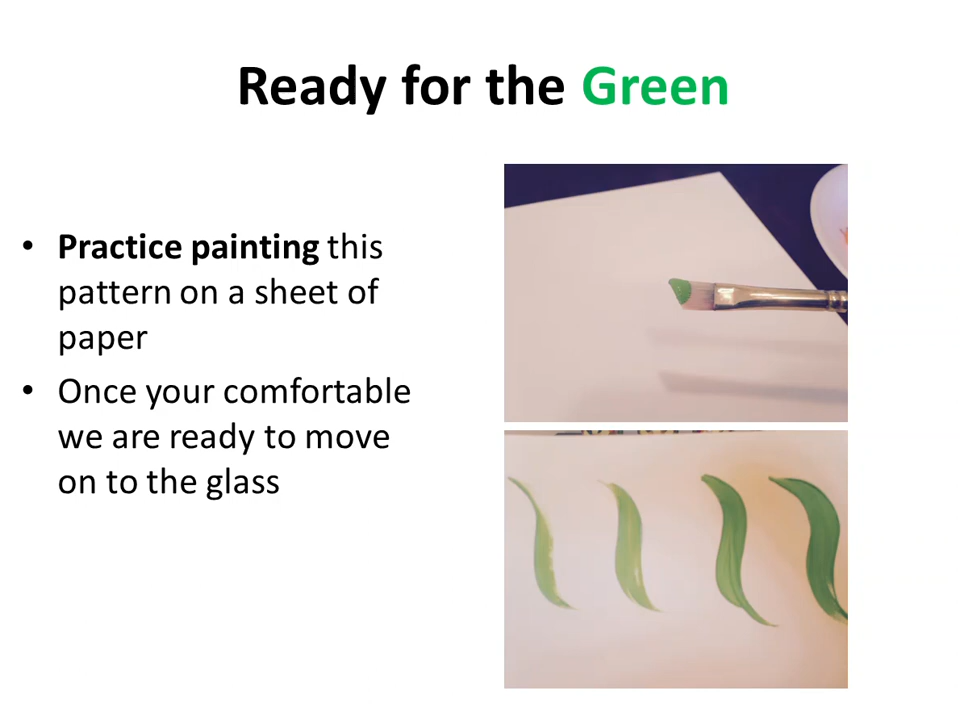 Ready for the Green
• Practice painting this
pattern on a sheet of
paper
• Once your comfortable
we are ready to move
on to the glass